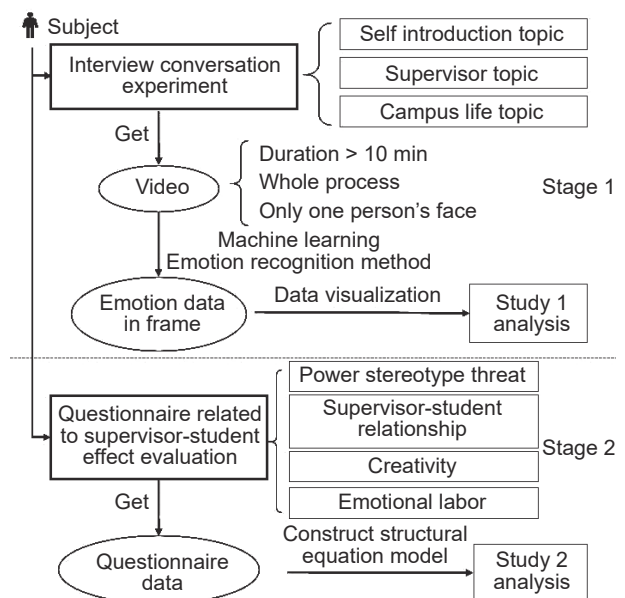 Subject
Interview conversation
experiment
Self introduction topic
Supervisor topic
Campus life topic
Get
Video
Duration > 10 min
Whole process
Only one person's face
Stage 1
Machine learning
Emotion recognition method
Emotion data
in frame
Data visualization
Study 1
analysis
Questionnaire related
to supervisor-student
effect evaluation
Power stereotype threat
Supervisor-student
relationship
Creativity
Emotional labor
Stage 2
Get
Questionnaire
data
Construct structural
equation model
Study 2
analysis